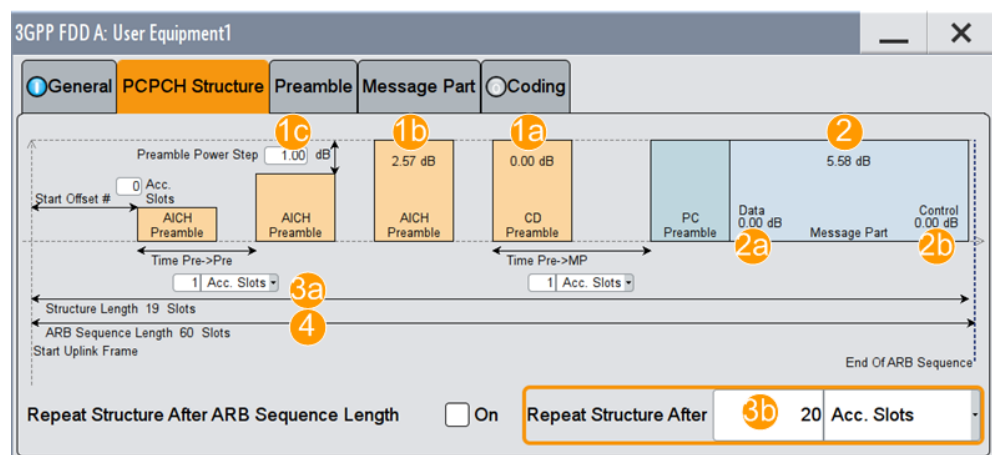 3GPP FDD A: User Equipment1
General PCPCH Structure Preamble Message Part Coding
1c 1b 1a 2
Preamble Power Step 1.00 dB 2.57 dB 0.00 dB 5.58 dB
Start Offset # 0 Acc.
Slots
AICH
Preamble
AICH
Preamble
AICH
Preamble
CD
Preamble
PC
Preamble
Data
0.00 dB
2a
Message Part
Control
0.00 dB
2b
Time Pre->Pre
1 Acc. Slots
Time Pre->MP
1 Acc. Slots
3a
Structure Length 19 Slots
4
ARB Sequence Length 60 Slots
Start Uplink Frame
End Of ARB Sequence
Repeat Structure After ARB Sequence Length On Repeat Structure After 3b 20 Acc. Slots